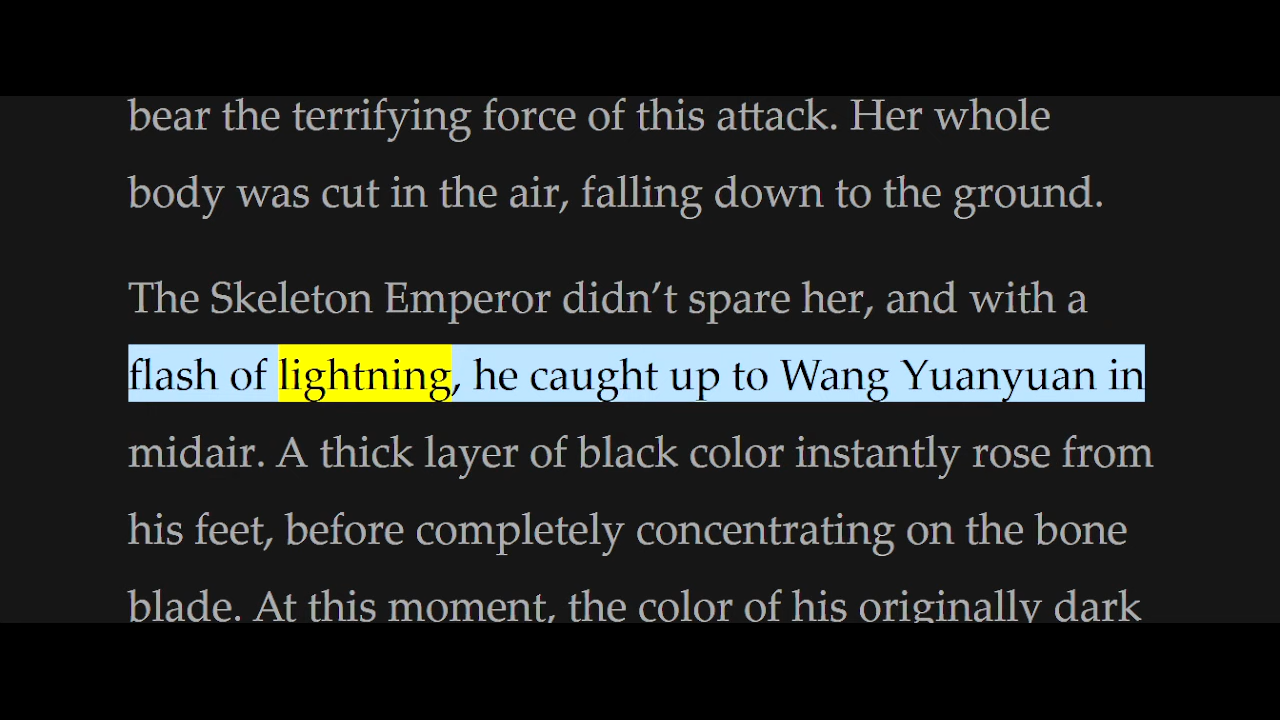 bear the terrifying force of this attack. Her whole
body was cut in the air, falling down to the ground.
The Skeleton Emperor didn’t spare her, and with a
flash of lightning, he caught up to Wang Yuanyuan in
midair. A thick layer of black color instantly rose from
his feet, before completely concentrating on the bone
blade. At this moment, the color of his originally dark